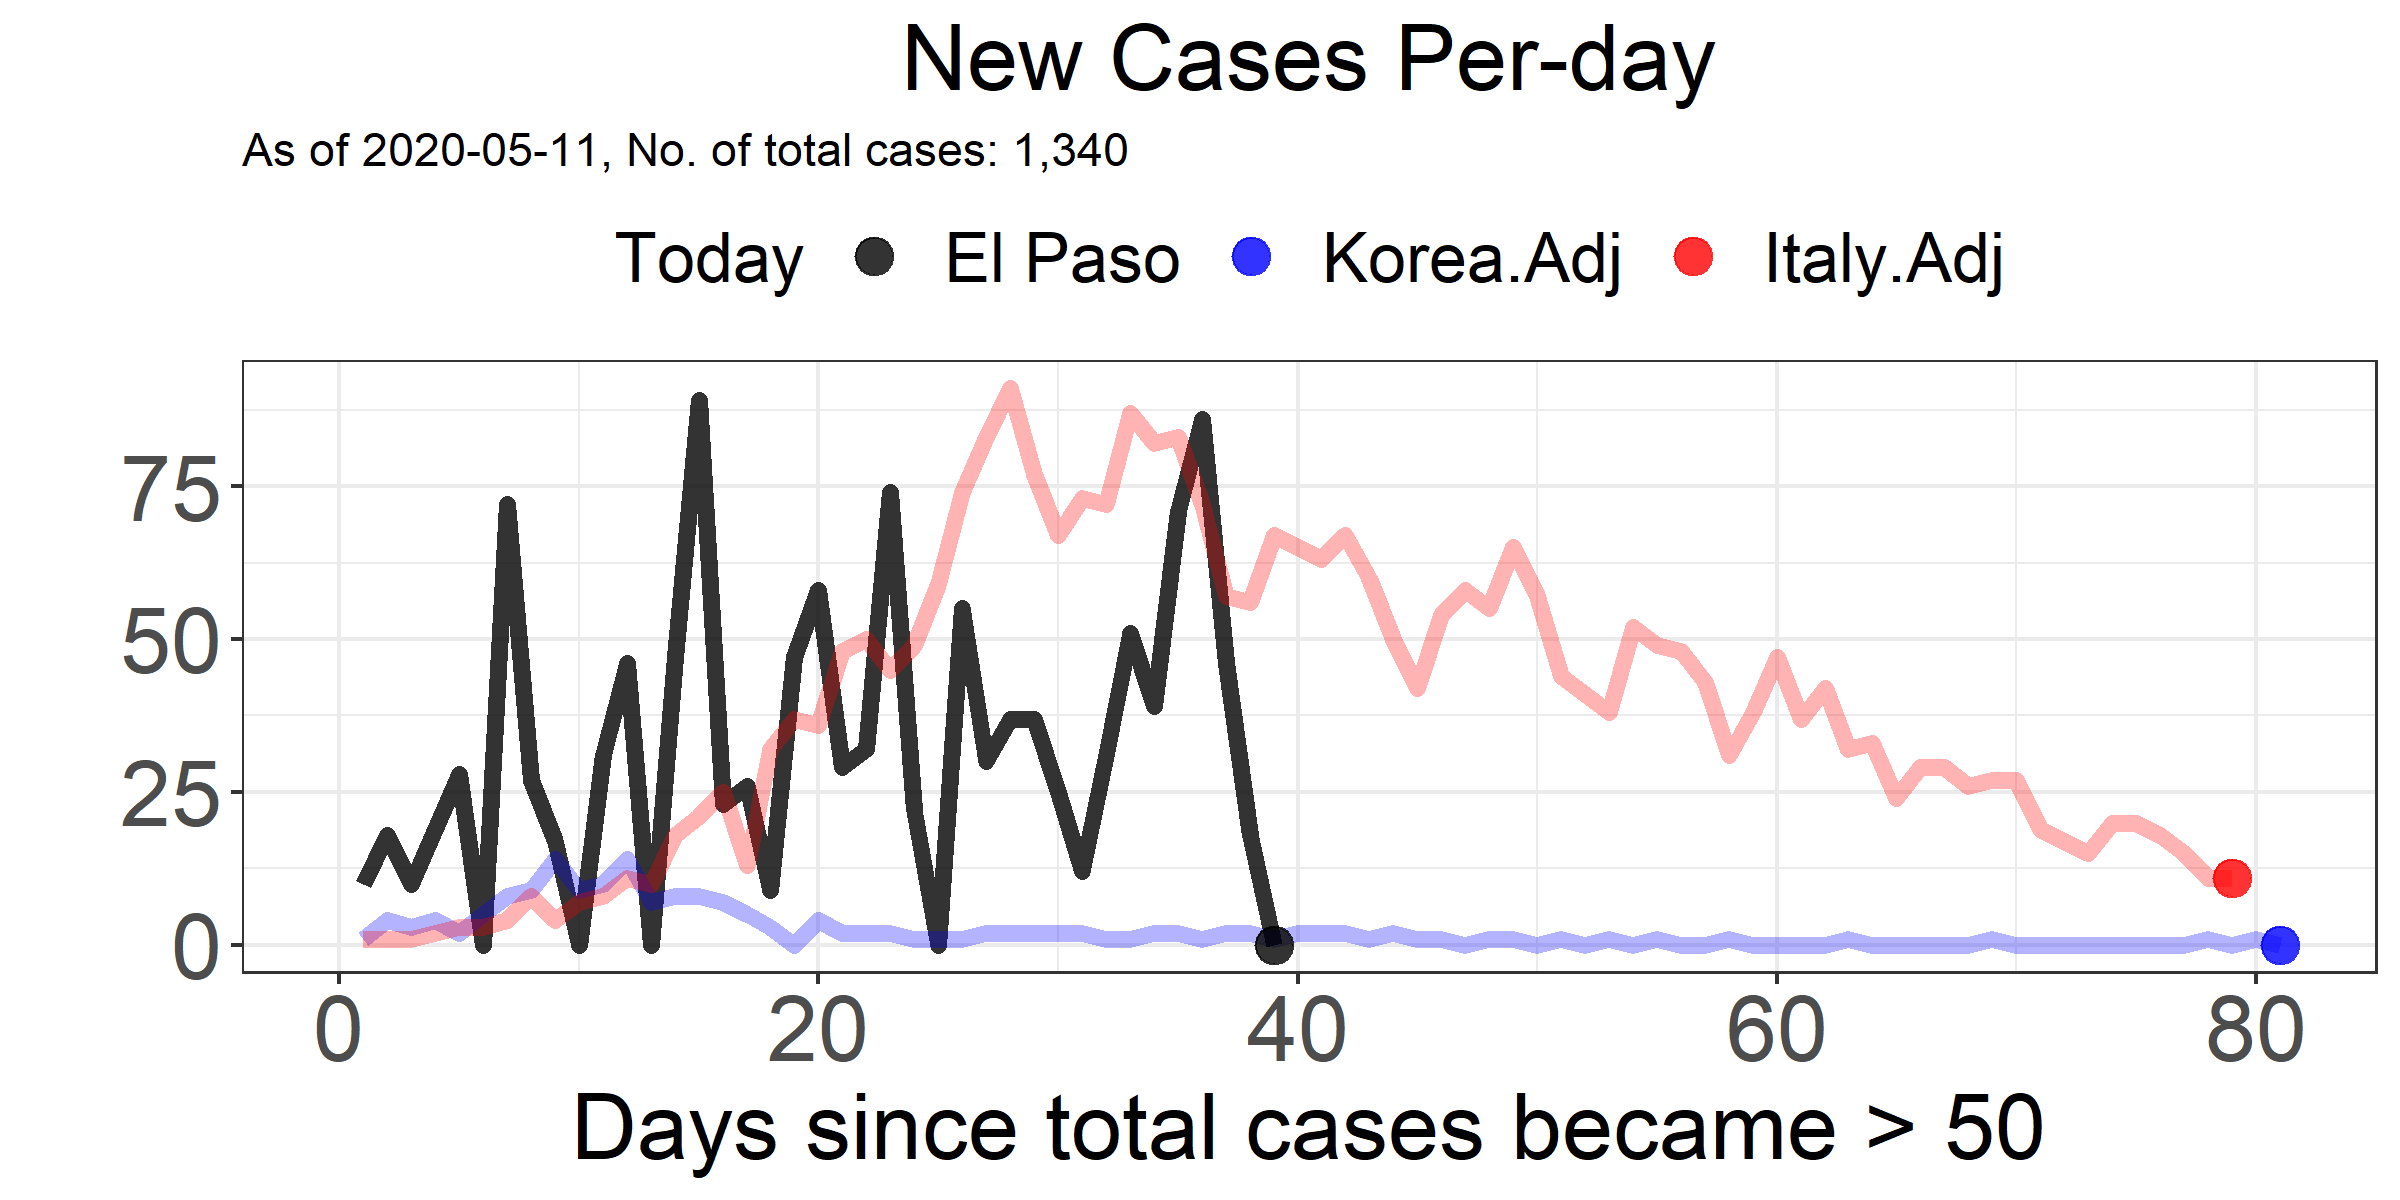 New Cases Per-day
As of 2020-05-11, No. of total cases: 1,340
Today El Paso Korea.Adj Italy.Adj
75
50
25
0
0 20 40 60 80
Days since total cases became > 50